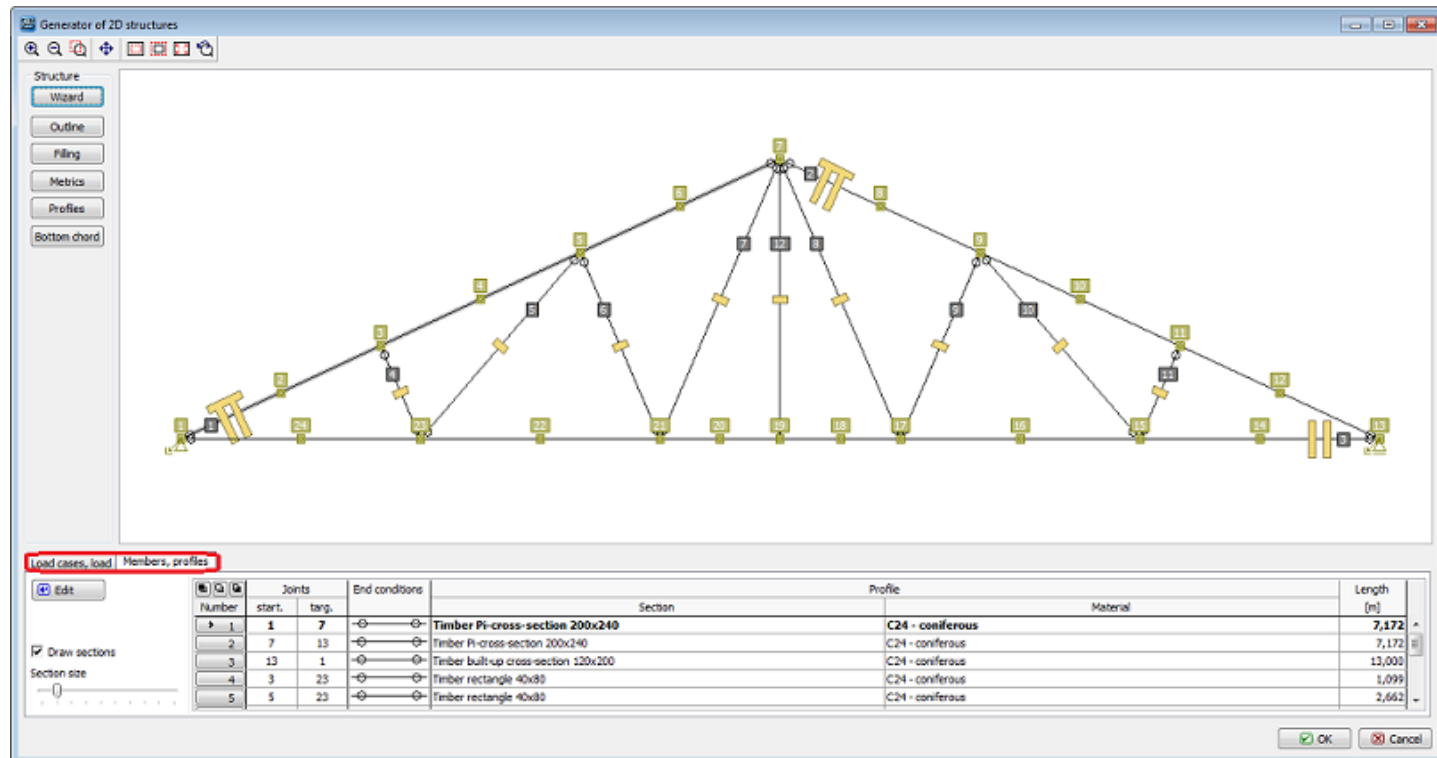 Generator of 2D structures
Structure
Wizard
Outline
Filing
Metrics
Profiles
Bottom chord
7
2
6
8
5
9
7
12
8
4
10
5
6
9
10
3
11
4
11
2
12
1
1
24
23
22
21
20
19
18
17
16
15
14
3
13
Load cases, load
Members, profiles
Edit
Joints
End conditions
Profile
Length
Number
start.
targ.
Section
Material
[m]
1 1 7 Timber Pi-cross-section 200x240 C24 - coniferous 7,172
2 7 13 Timber Pi-cross-section 200x240 C24 - coniferous 7,172
3 13 1 Timber built-up cross-section 120x200 C24 - coniferous 13,000
4 3 23 Timber rectangle 40x80 C24 - coniferous 1,099
5 5 23 Timber rectangle 40x80 C24 - coniferous 2,662
Draw sections
Section size
OK
Cancel